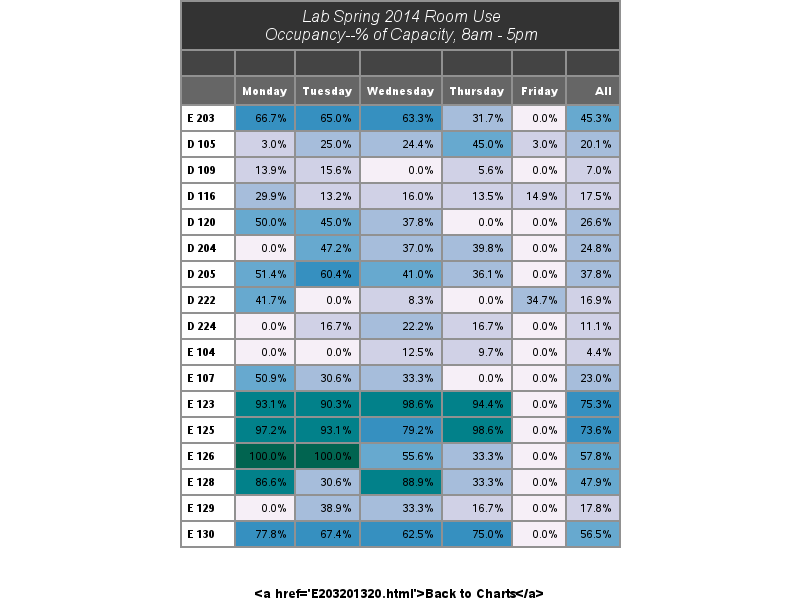 Lab Spring 2014 Room Use
Occupancy--% of Capacity, 8am - 5pm
Monday Tuesday Wednesday Thursday Friday All
E 203 66.7% 65.0% 63.3% 31.7% 0.0% 45.3%
D 105 3.0% 25.0% 24.4% 45.0% 3.0% 20.1%
D 109 13.9% 15.6% 0.0% 5.6% 0.0% 7.0%
D 116 29.9% 13.2% 16.0% 13.5% 14.9% 17.5%
D 120 50.0% 45.0% 37.8% 0.0% 0.0% 26.6%
D 204 0.0% 47.2% 37.0% 39.8% 0.0% 24.8%
D 205 51.4% 60.4% 41.0% 36.1% 0.0% 37.8%
D 222 41.7% 0.0% 8.3% 0.0% 34.7% 16.9%
D 224 0.0% 16.7% 22.2% 16.7% 0.0% 11.1%
E 104 0.0% 0.0% 12.5% 9.7% 0.0% 4.4%
E 107 50.9% 30.6% 33.3% 0.0% 0.0% 23.0%
E 123 93.1% 90.3% 98.6% 94.4% 0.0% 75.3%
E 125 97.2% 93.1% 79.2% 98.6% 0.0% 73.6%
E 126 100.0% 100.0% 55.6% 33.3% 0.0% 57.8%
E 128 86.6% 30.6% 88.9% 33.3% 0.0% 47.9%
E 129 0.0% 38.9% 33.3% 16.7% 0.0% 17.8%
E 130 77.8% 67.4% 62.5% 75.0% 0.0% 56.5%
<a href='E203201320.html'>Back to Charts</a>